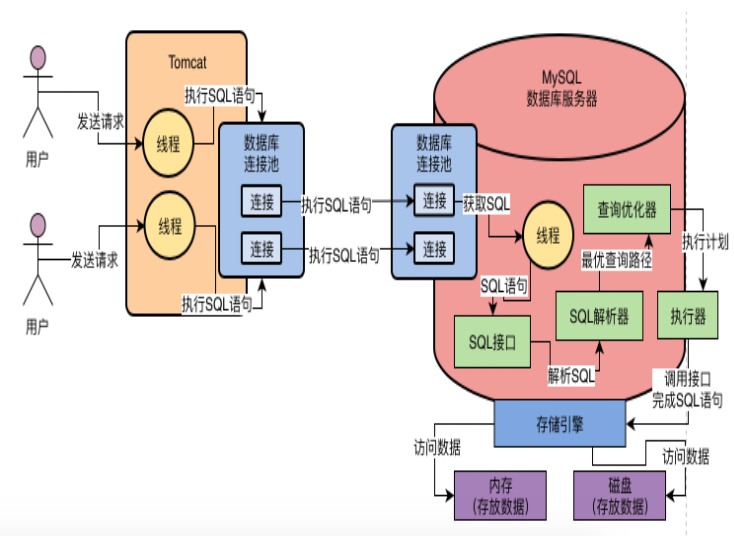 Tomcat
MySQL
数据库服务器
执行SQL语句
发送请求
线程
用户
数据库
连接池
数据库
连接池
连接
执行SQL语句
连接
获取SQL
查询优化器
线程
发送请求
线程
连接
执行SQL语句
连接
执行计划
最优查询路径
用户
执行SQL语句
SQL语句
SQL接口
SQL解析器
执行器
解析SQL
调用接口
完成SQL语句
存储引擎
访问数据
访问数据
内存
(存放数据)
磁盘
(存放数据)